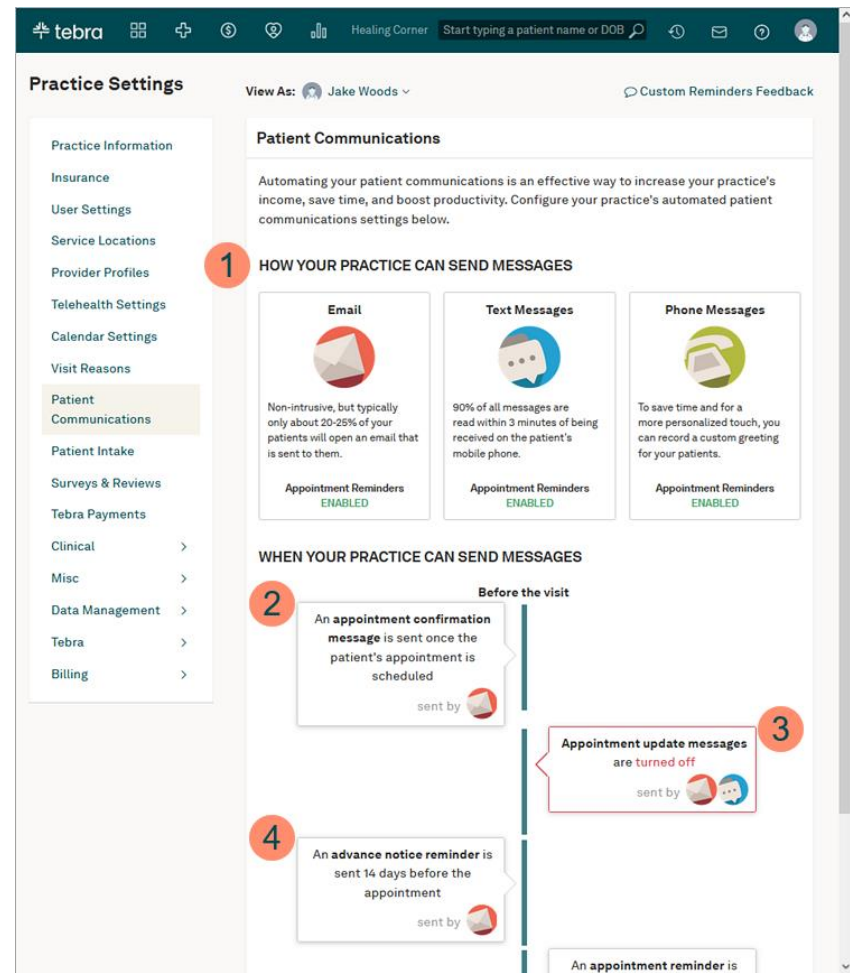 tebra
Healing Corner
Start typing a patient name or DOB
Practice Settings
View As: Jake Woods
Custom Reminders Feedback
Practice Information
Insurance
User Settings
Service Locations
Provider Profiles
Telehealth Settings
Calendar Settings
Visit Reasons
Patient
Communications
Patient Intake
Surveys & Reviews
Tebra Payments
Clinical
Misc
Data Management
Tebra
Billing
Patient Communications
Automating your patient communications is an effective way to increase your practice's
income, save time, and boost productivity. Configure your practice's automated patient
communications settings below.
1
HOW YOUR PRACTICE CAN SEND MESSAGES
Email
Non-intrusive, but typically
only about 20-25% of your
patients will open an email that
is sent to them.
Appointment Reminders
ENABLED
Text Messages
90% of all messages are
read within 3 minutes of being
received on the patient's
mobile phone.
Appointment Reminders
ENABLED
Phone Messages
To save time and for a
more personalized touch, you
can record a custom greeting
for your patients.
Appointment Reminders
ENABLED
WHEN YOUR PRACTICE CAN SEND MESSAGES
Before the visit
2
An appointment confirmation
message is sent once the
patient's appointment is
scheduled
sent by
3
Appointment update messages
are turned off
sent by
4
An advance notice reminder is
sent 14 days before the
appointment
sent by
An appointment reminder is